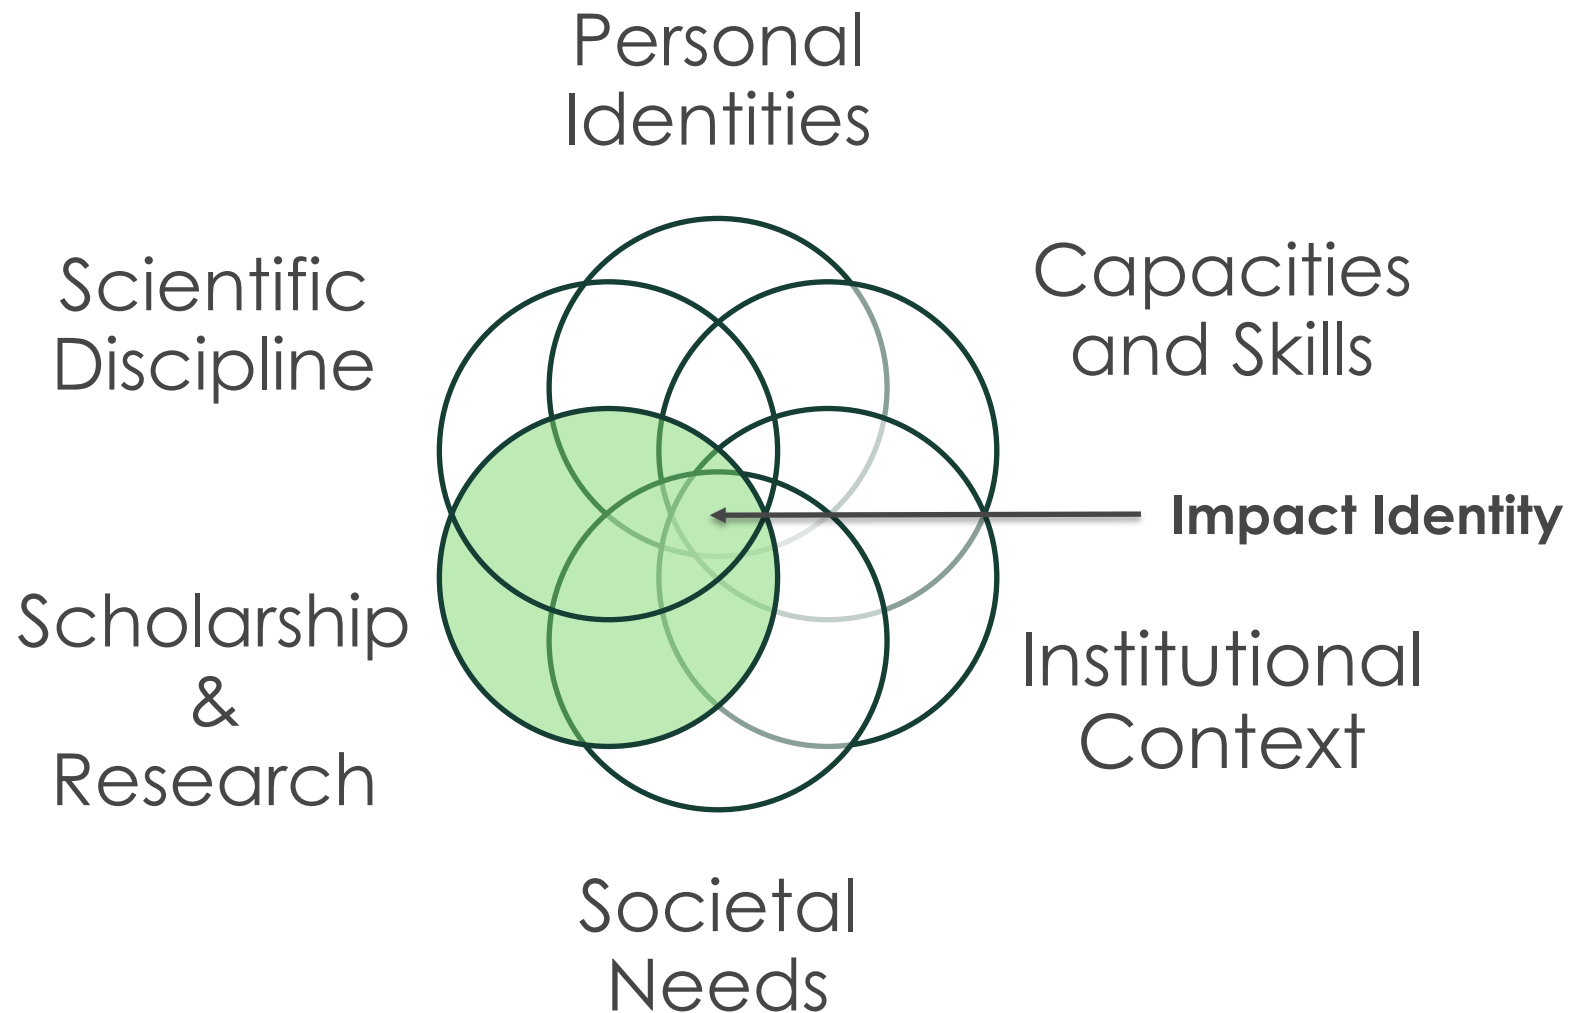 Personal
Identities
Scientific
Discipline
Capacities
and Skills
Impact Identity
Scholarship
&
Research
Institutional
Context
Societal
Needs